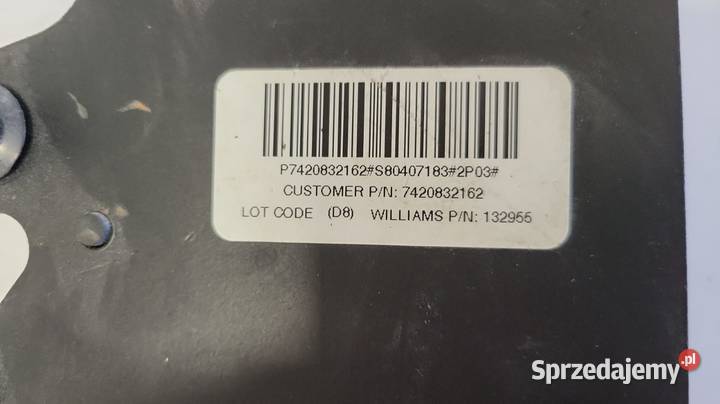 P7420832162#S80407183#2P03#
CUSTOMER P/N: 7420832162
LOT CODE (D8) WILLIAMS P/N: 132955
Sprzedajemy.pl